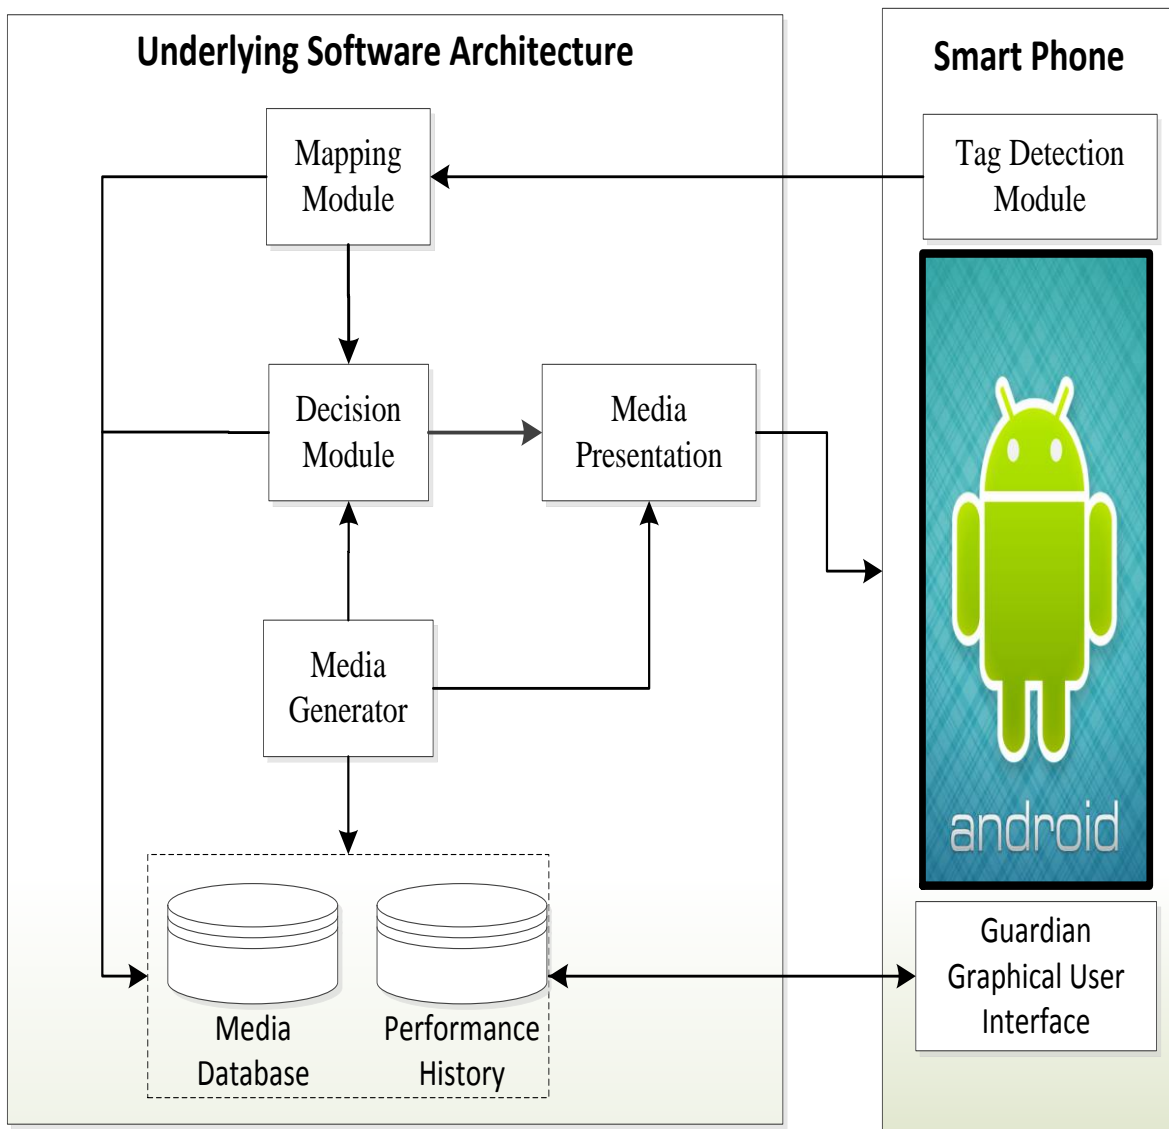 Underlying Software Architecture
Smart Phone
Mapping
Module
Tag Detection
Module
Decision
Module
Media
Presentation
Media
Generator
android
Guardian
Graphical User
Interface
Media
Database
Performance
History